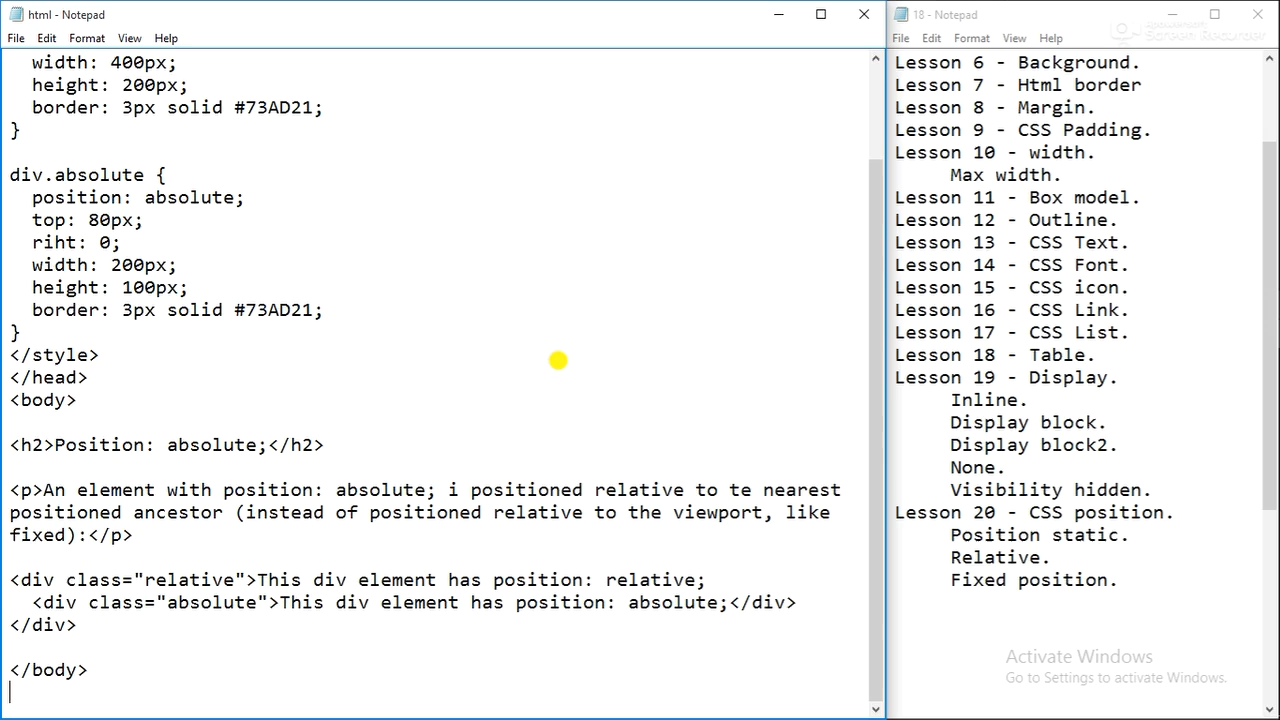 html - Notepad
File Edit Format View Help
width: 400px;
height: 200px;
border: 3px solid #73AD21;
}
div.absolute {
position: absolute;
top: 80px;
riht: 0;
width: 200px;
height: 100px;
border: 3px solid #73AD21;
}
</style>
</head>
<body>
<h2>Position: absolute;</h2>
<p>An element with position: absolute; i positioned relative to te nearest
positioned ancestor (instead of positioned relative to the viewport, like
fixed):</p>
<div class="relative">This div element has position: relative;
<div class="absolute">This div element has position: absolute;</div>
</div>
</body>
18 - Notepad
File Edit Format View Help
Screen Recorder
Lesson 6 - Background.
Lesson 7 - Html border
Lesson 8 - Margin.
Lesson 9 - CSS Padding.
Lesson 10 - width.
Max width.
Lesson 11 - Box model.
Lesson 12 - Outline.
Lesson 13 - CSS Text.
Lesson 14 - CSS Font.
Lesson 15 - CSS icon.
Lesson 16 - CSS Link.
Lesson 17 - CSS List.
Lesson 18 - Table.
Lesson 19 - Display.
Inline.
Display block.
Display block2.
None.
Visibility hidden.
Lesson 20 - CSS position.
Position static.
Relative.
Fixed position.
Activate Windows
Go to Settings to activate Windows.